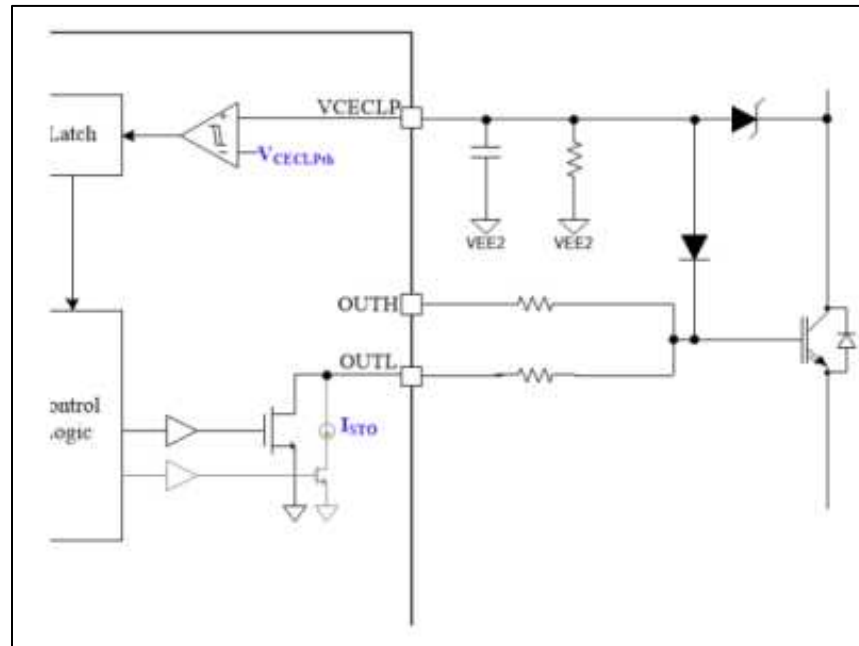 VCECLP
Latch
VCECLPth
VEE2 VEE2
OUTH
OUTL
ontrol
ogic
ISTO